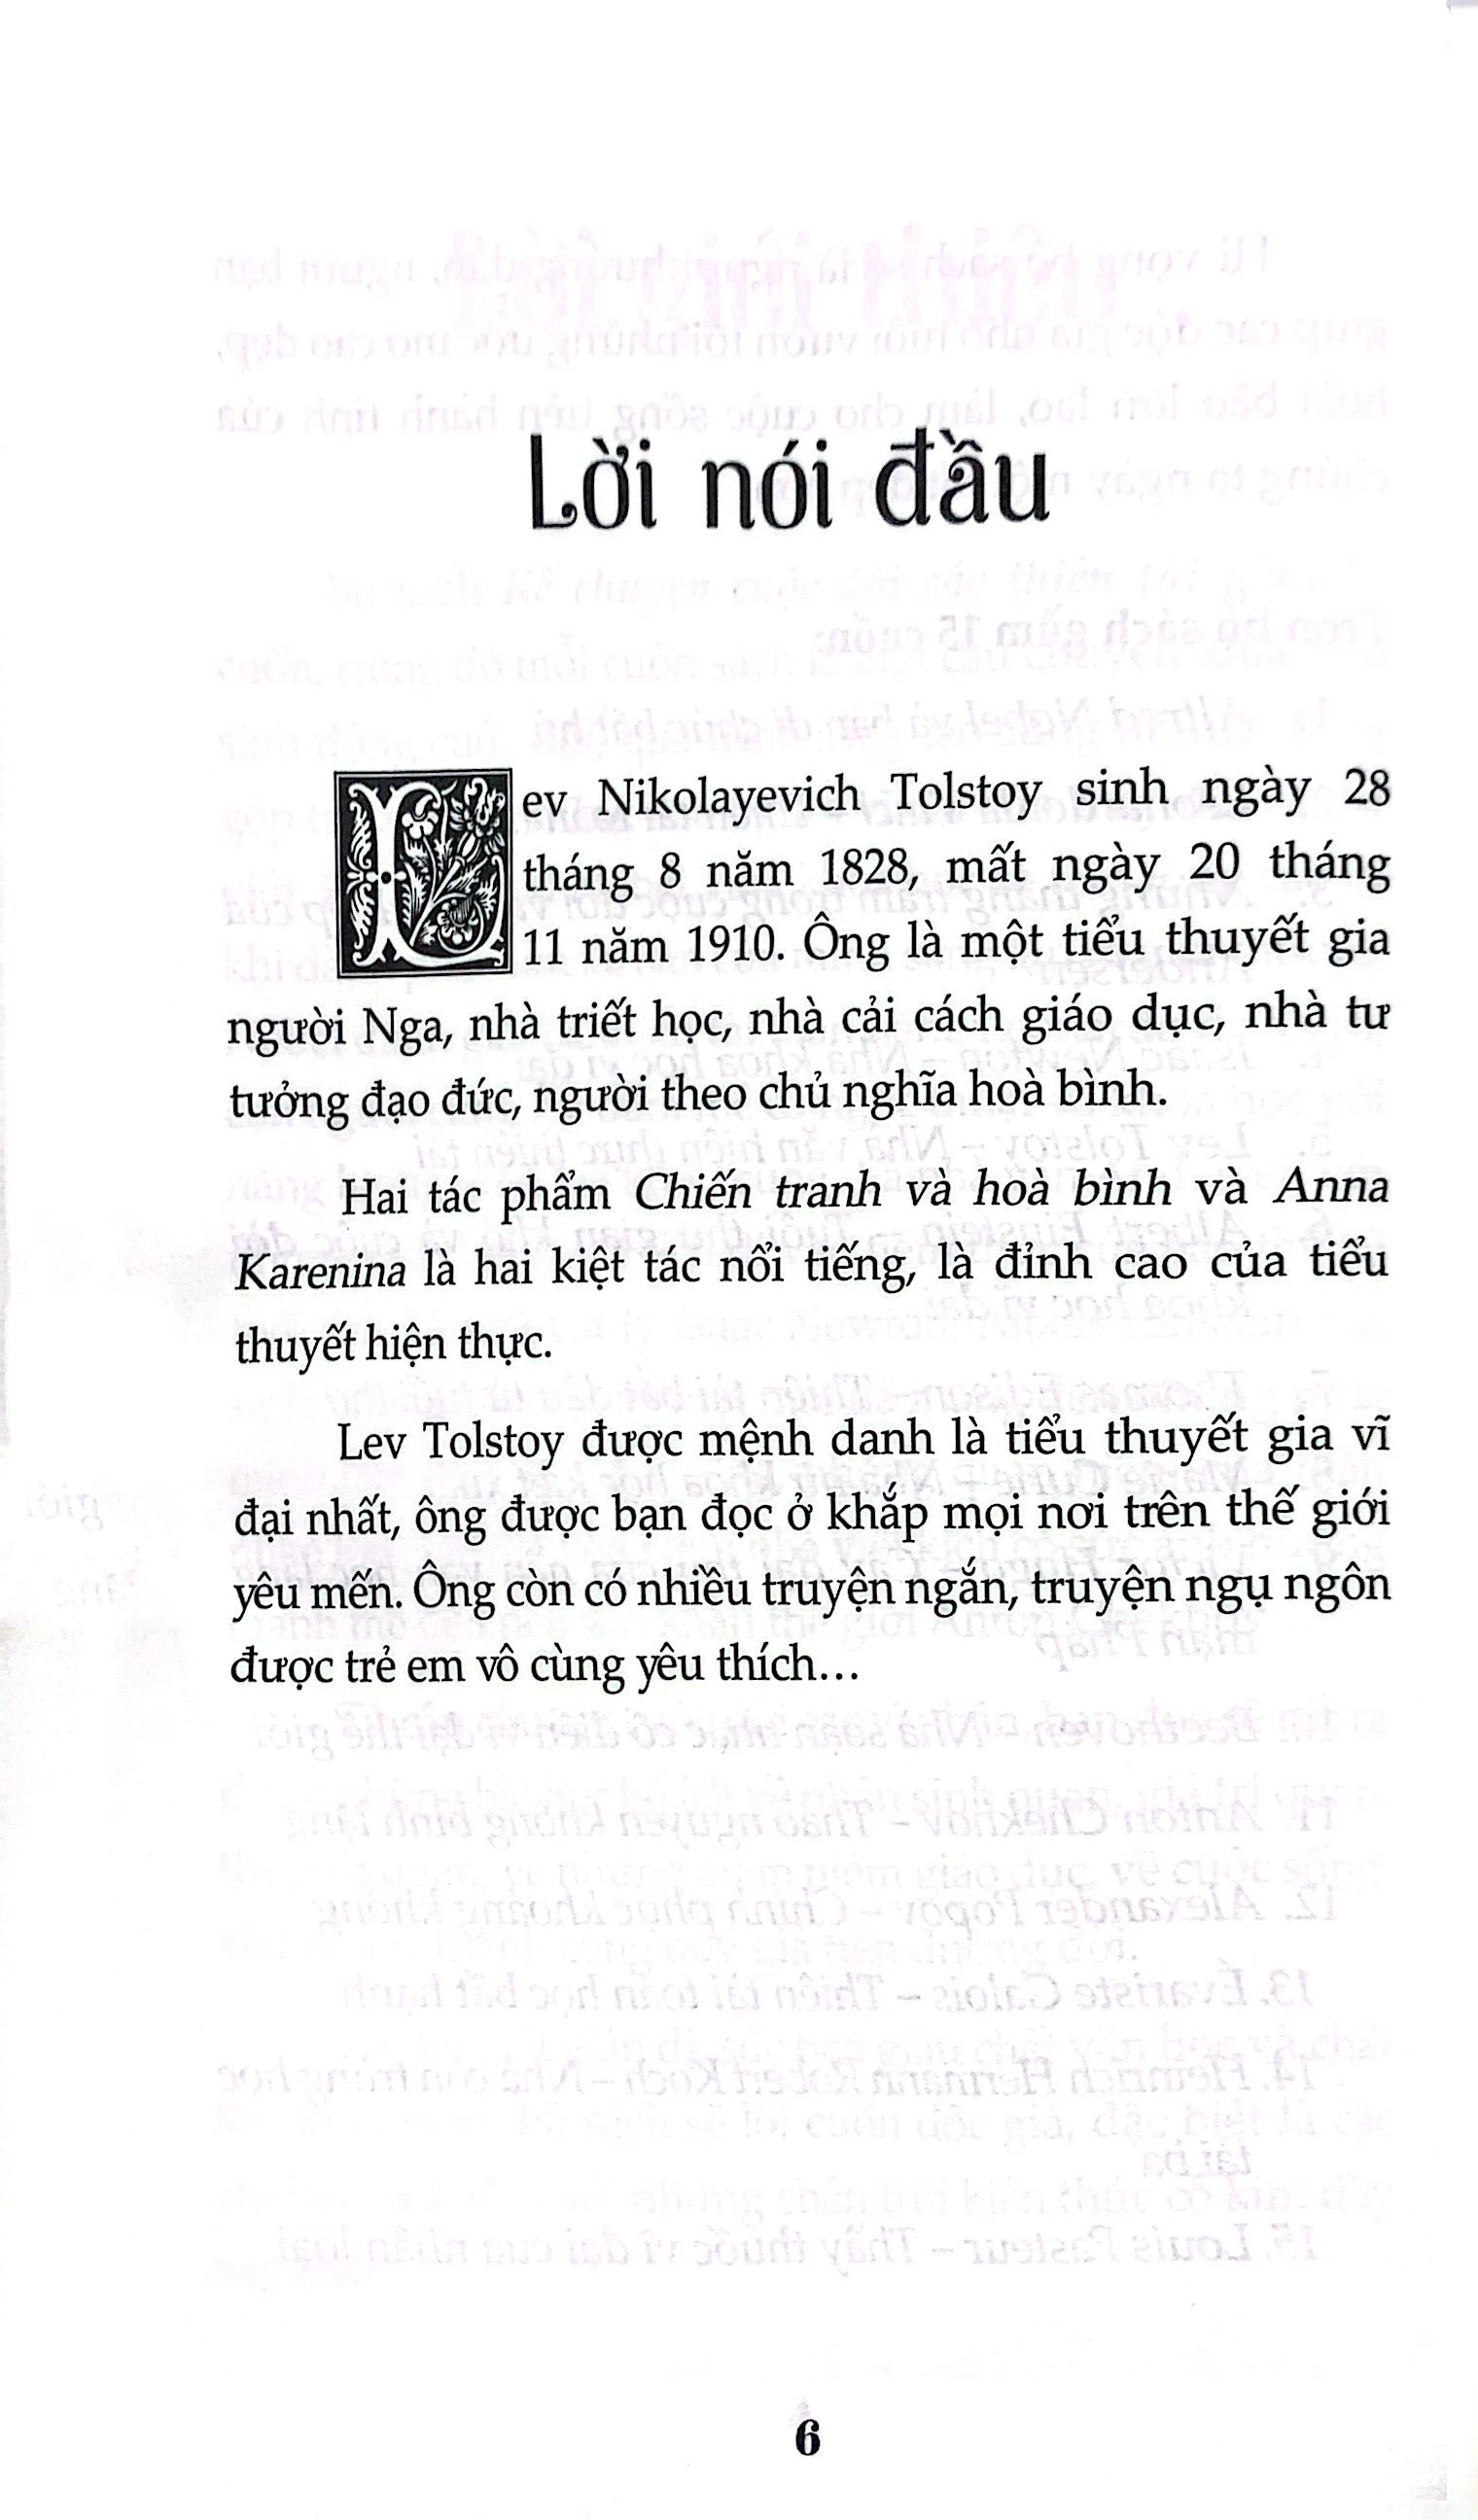 Lời nói đầu
Lev Nikolayevich Tolstoy sinh ngày 28
tháng 8 năm 1828, mất ngày 20 tháng
11 năm 1910. Ông là một tiểu thuyết gia
người Nga, nhà triết học, nhà cải cách giáo dục, nhà tư
tưởng đạo đức, người theo chủ nghĩa hoà bình.
Hai tác phẩm Chiến tranh và hoà bình và Anna
Karenina là hai kiệt tác nổi tiếng, là đỉnh cao của tiểu
thuyết hiện thực.
Lev Tolstoy được mệnh danh là tiểu thuyết gia vĩ
đại nhất, ông được bạn đọc ở khắp mọi nơi trên thế giới
yêu mến. Ông còn có nhiều truyện ngắn, truyện ngụ ngôn
được trẻ em vô cùng yêu thích...
6